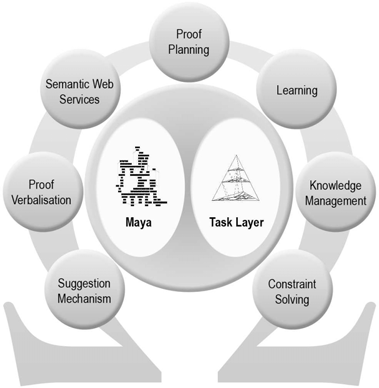 Proof
Planning
Semantic Web
Services
Learning
Proof
Verbalisation
Maya
Task Layer
Knowledge
Management
Suggestion
Mechanism
Constraint
Solving